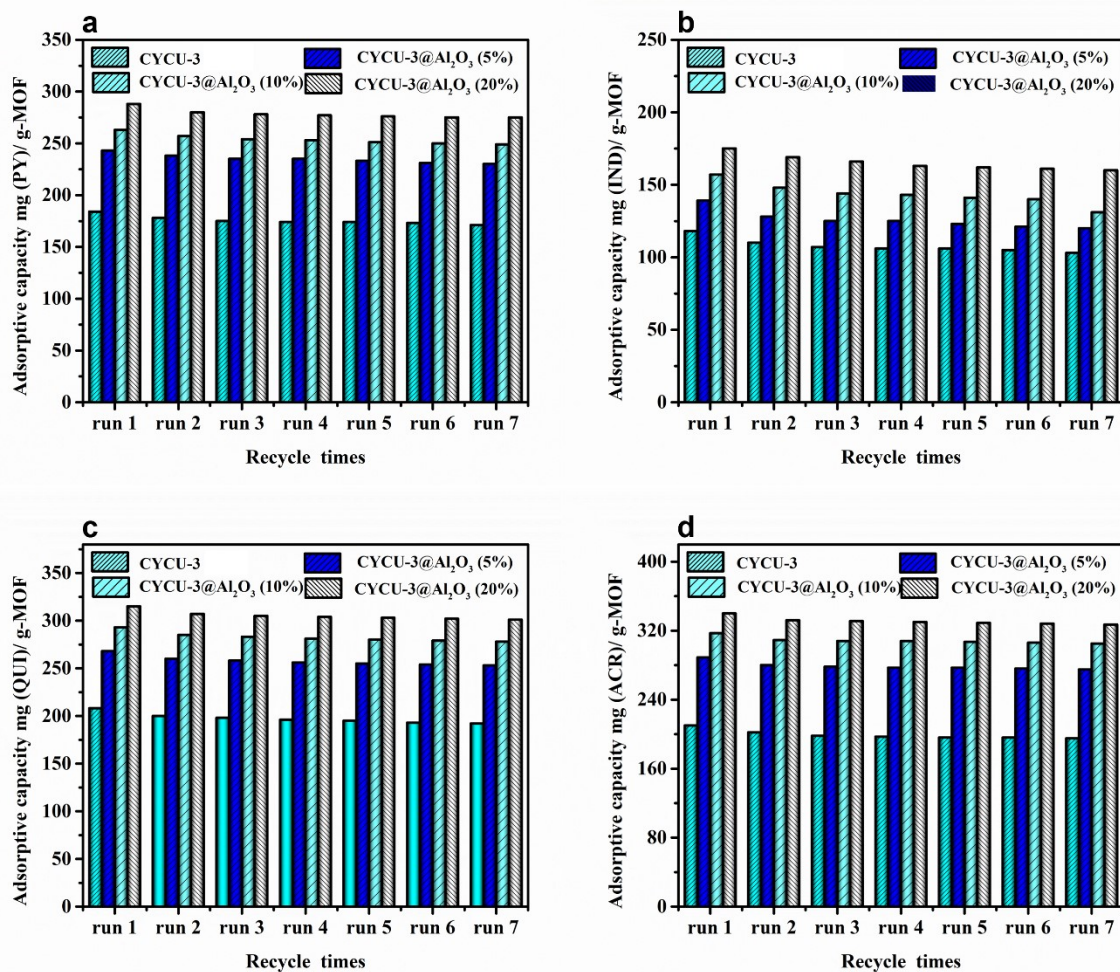 a
350
300
250
200
150
100
50
0
Adsorptive capacity mg (PY)/ g-MOF
CYCU-3
CYCU-3@Al₂O₃ (5%)
CYCU-3@Al₂O₃ (10%)
CYCU-3@Al₂O₃ (20%)
run 1 run 2 run 3 run 4 run 5 run 6 run 7
Recycle times
b
250
200
150
100
50
0
Adsorptive capacity mg (IND)/ g-MOF
CYCU-3
CYCU-3@Al₂O₃ (5%)
CYCU-3@Al₂O₃ (10%)
CYCU-3@Al₂O₃ (20%)
run 1 run 2 run 3 run 4 run 5 run 6 run 7
Recycle times
c
350
300
250
200
150
100
50
0
Adsorptive capacity mg (QUI)/ g-MOF
CYCU-3
CYCU-3@Al₂O₃ (5%)
CYCU-3@Al₂O₃ (10%)
CYCU-3@Al₂O₃ (20%)
run 1 run 2 run 3 run 4 run 5 run 6 run 7
Recycle times
d
400
320
240
160
80
0
Adsorptive capacity mg (ACR)/ g-MOF
CYCU-3
CYCU-3@Al₂O₃ (5%)
CYCU-3@Al₂O₃ (10%)
CYCU-3@Al₂O₃ (20%)
run 1 run 2 run 3 run 4 run 5 run 6 run 7
Recycle times